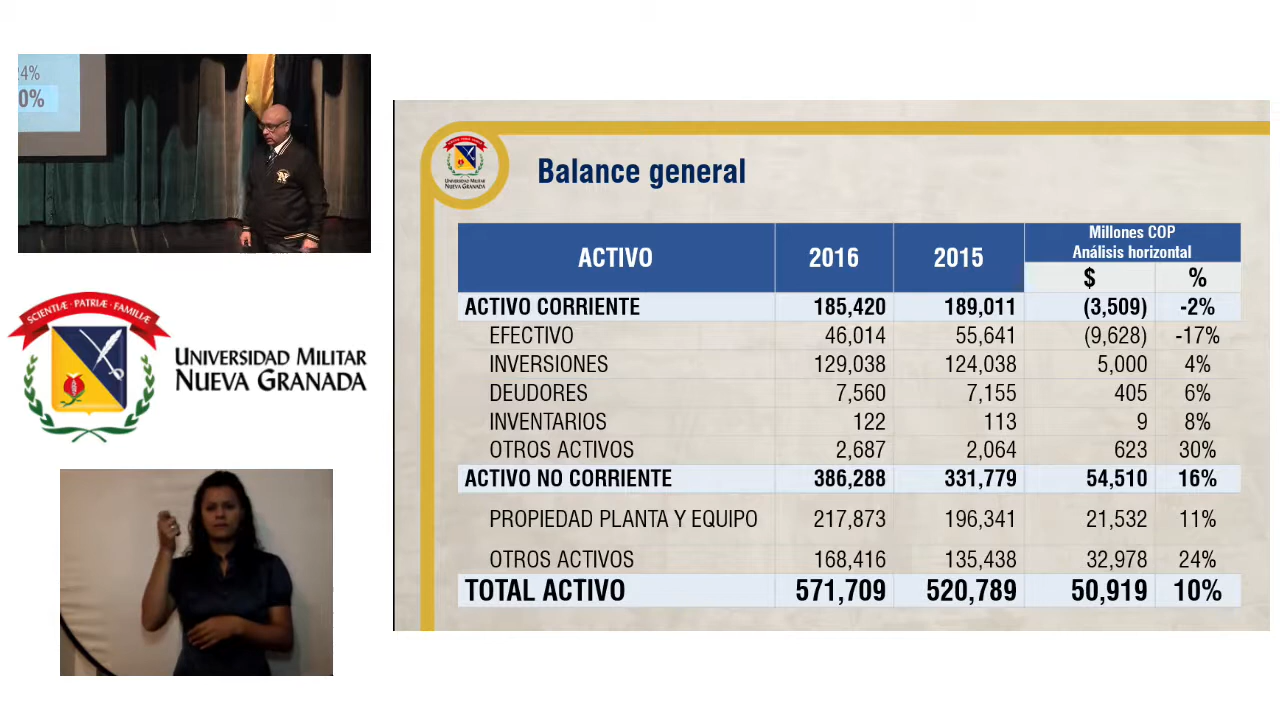 24%
0%
SCIENTIÆ · PATRIÆ · FAMILIÆ
UNIVERSIDAD MILITAR
NUEVA GRANADA
UNIVERSIDAD MILITAR
NUEVA GRANADA
Balance general
ACTIVO 2016 2015 Millones COP
Análisis horizontal
$ %
ACTIVO CORRIENTE 185,420 189,011 (3,509) -2%
EFECTIVO 46,014 55,641 (9,628) -17%
INVERSIONES 129,038 124,038 5,000 4%
DEUDORES 7,560 7,155 405 6%
INVENTARIOS 122 113 9 8%
OTROS ACTIVOS 2,687 2,064 623 30%
ACTIVO NO CORRIENTE 386,288 331,779 54,510 16%
PROPIEDAD PLANTA Y EQUIPO 217,873 196,341 21,532 11%
OTROS ACTIVOS 168,416 135,438 32,978 24%
TOTAL ACTIVO 571,709 520,789 50,919 10%